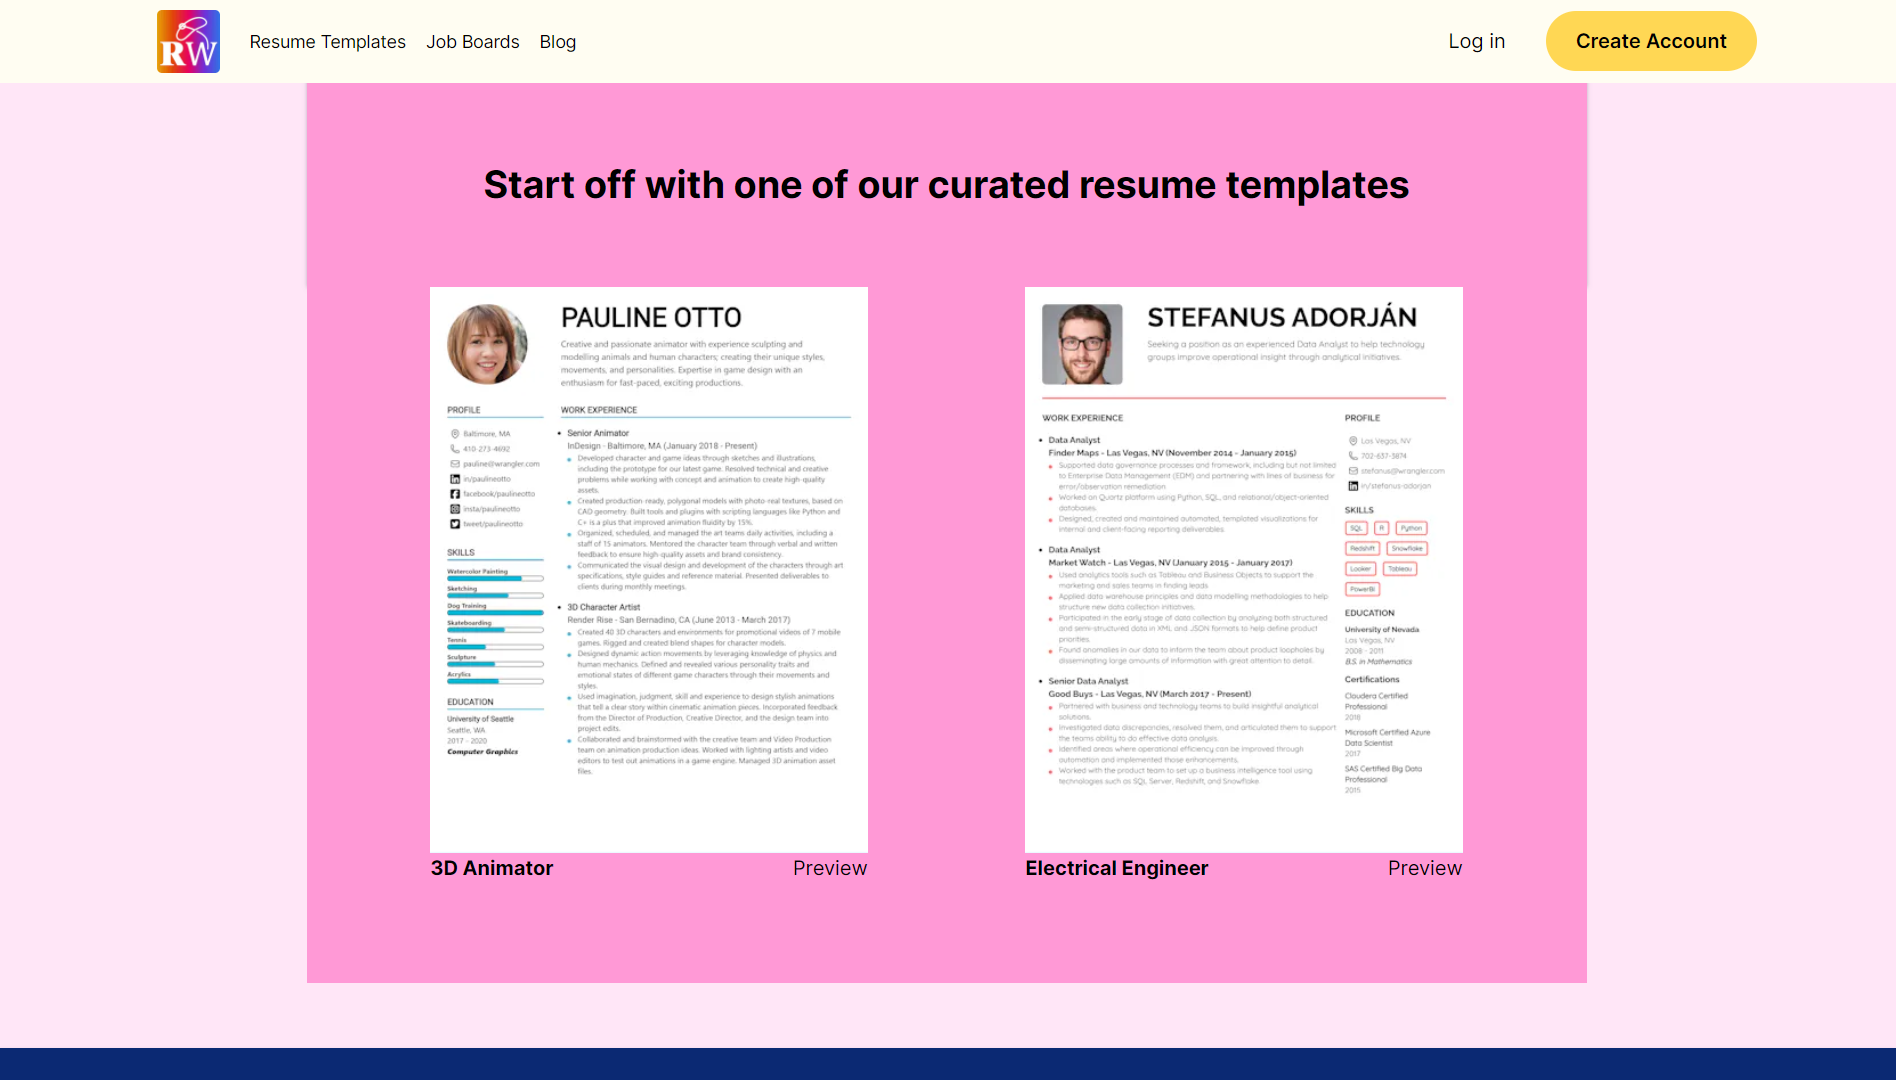 RW
Resume Templates
Job Boards
Blog
Log in
Create Account
Start off with one of our curated resume templates
PAULINE OTTO
Creative and passionate animator with experience sculpting and
modelling animals and human characters; creating their unique styles,
movements, and personalities. Expertise in game design with an
enthusiasm for fast-paced, exciting productions.
PROFILE
Baltimore, MA
410-273-4692
pauline@wrangler.com
in/paulineotto
facebook/paulineotto
insta/paulineotto
tweet/paulineotto
SKILLS
Watercolor Painting
Sketching
Dog Training
Skateboarding
Tennis
Sculpture
Acrylics
EDUCATION
University of Seattle
Seattle, WA
2017 - 2020
Computer Graphics
WORK EXPERIENCE
Senior Animator
InDesign - Baltimore, MA (January 2018 - Present)
Developed character and game ideas through sketches and illustrations,
including the prototype for our latest game. Resolved technical and creative
problems while working with concept and animation to create high-quality
assets.
Created production-ready, polygonal models with photo-real textures, based on
CAD geometry. Built tools and plugins with scripting languages like Python and
C+ is a plus that improved animation fluidity by 15%.
Organized, scheduled, and managed the art teams daily activities, including a
staff of 15 animators. Mentored the character team through verbal and written
feedback to ensure high-quality assets and brand consistency.
Communicated the visual design and development of the characters through art
specifications, style guides and reference material. Presented deliverables to
clients during monthly meetings.
3D Character Artist
Render Rise - San Bernadino, CA (June 2013 - March 2017)
Created 40 3D characters and environments for promotional videos of 7 mobile
games. Rigged and created blend shapes for character models.
Designed dynamic action movements by leveraging knowledge of physics and
human mechanics. Defined and revealed various personality traits and
emotional states of different game characters through their movements and
styles.
Used imagination, judgment, skill and experience to design stylish animations
that tell a clear story within cinematic animation pieces. Incorporated feedback
from the Director of Production, Creative Director, and the design team into
project edits.
Collaborated and brainstormed with the creative team and Video Production
team on animation production ideas. Worked with lighting artists and video
editors to test out animations in a game engine. Managed 3D animation asset
files.
3D Animator
Preview
STEFANUS ADORJÁN
Seeking a position as an experienced Data Analyst to help technology
groups improve operational insight through analytical initiatives.
WORK EXPERIENCE
Data Analyst
Finder Maps - Las Vegas, NV (November 2014 - January 2015)
Supported data governance processes and framework, including but not limited
to Enterprise Data Management (EDM) and partnering with lines of business for
error/observation remediation
Worked on Quartz platform using Python, SQL, and relational/object-oriented
databases.
Designed, created and maintained automated, templated visualizations for
internal and client-facing reporting deliverables
Data Analyst
Market Watch - Las Vegas, NV (January 2015 - January 2017)
Used analytics tools such as Tableau and Business Objects to support the
marketing and sales teams in finding leads.
Applied data warehouse principles and data modelling methodologies to help
structure new data collection initiatives.
Participated in the early stage of data collection by analyzing both structured
and semi-structured data in XML and JSON formats to help define product
priorities.
Found anomalies in our data to inform the team about product loopholes by
disseminating large amounts of information with great attention to detail.
Senior Data Analyst
Good Buys - Las Vegas, NV (March 2017 - Present)
Partnered with business and technology teams to build insightful analytical
solutions.
Investigated data discrepancies, resolved them, and articulated them to support
the teams ability to do effective data analysis.
Identified areas where operational efficiency can be improved through
automation and implemented those enhancements.
Worked with the product team to set up a business intelligence tool using
technologies such as SQL Server, Redshift, and Snowflake
PROFILE
Las Vegas, NV
702-637-3874
stefanus@wrangler.com
in/stefanus-adorjan
SKILLS
SQL R Python
Redshift Snowflake
Looker Tableau
PowerBI
EDUCATION
University of Nevada
Las Vegas, NV
2008 - 2011
B.S. in Mathematics
Certifications
Cloudera Certified
Professional
2018
Microsoft Certified Azure
Data Scientist
2017
SAS Certified Big Data
Professional
2015
Electrical Engineer
Preview